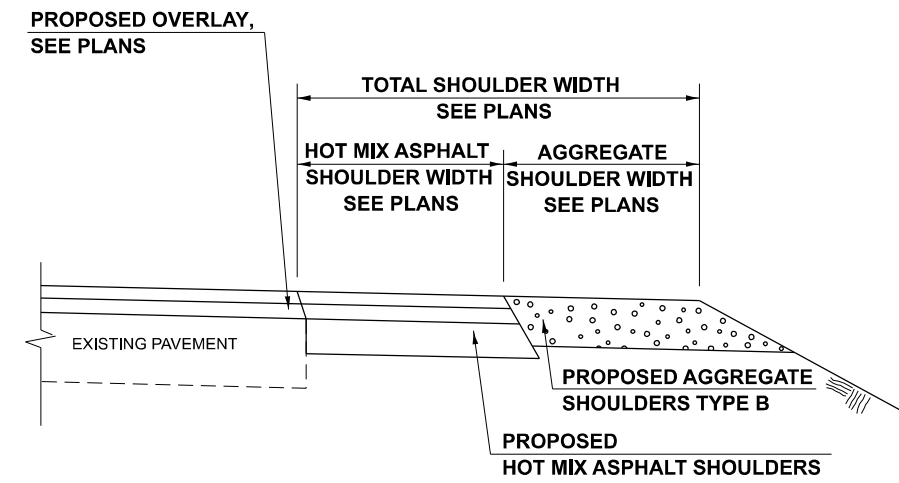 PROPOSED OVERLAY,
SEE PLANS
TOTAL SHOULDER WIDTH
SEE PLANS
HOT MIX ASPHALT
SHOULDER WIDTH
SEE PLANS
AGGREGATE
SHOULDER WIDTH
SEE PLANS
EXISTING PAVEMENT
PROPOSED AGGREGATE
SHOULDERS TYPE B
PROPOSED
HOT MIX ASPHALT SHOULDERS